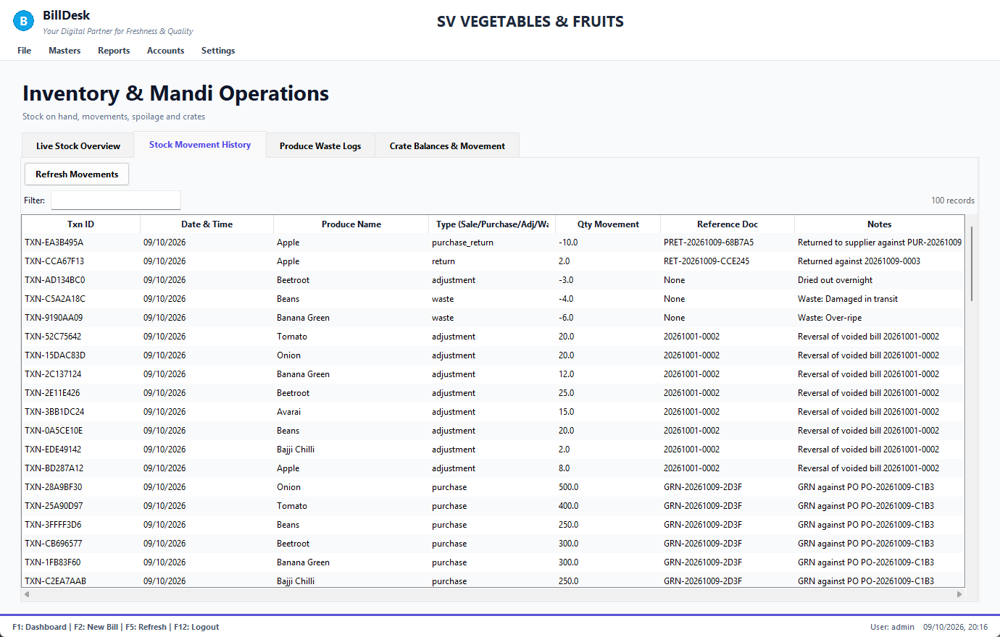 B BillDesk
Your Digital Partner for Freshness & Quality
SV VEGETABLES & FRUITS
File Masters Reports Accounts Settings
Inventory & Mandi Operations
Stock on hand, movements, spoilage and crates
Live Stock Overview Stock Movement History Produce Waste Logs Crate Balances & Movement
Refresh Movements
Filter: 100 records
Txn ID Date & Time Produce Name Type (Sale/Purchase/Adj/Wa Qty Movement Reference Doc Notes
TXN-EA3B495A 09/10/2026 Apple purchase_return -10.0 PRET-20261009-68B7A5 Returned to supplier against PUR-20261009
TXN-CCA67F13 09/10/2026 Apple return 2.0 RET-20261009-CCE245 Returned against 20261009-0003
TXN-AD134BC0 09/10/2026 Beetroot adjustment -3.0 None Dried out overnight
TXN-C5A2A18C 09/10/2026 Beans waste -4.0 None Waste: Damaged in transit
TXN-9190AA09 09/10/2026 Banana Green waste -6.0 None Waste: Over-ripe
TXN-52C75642 09/10/2026 Tomato adjustment 20.0 20261001-0002 Reversal of voided bill 20261001-0002
TXN-15DAC83D 09/10/2026 Onion adjustment 20.0 20261001-0002 Reversal of voided bill 20261001-0002
TXN-2C137124 09/10/2026 Banana Green adjustment 12.0 20261001-0002 Reversal of voided bill 20261001-0002
TXN-2E11E426 09/10/2026 Beetroot adjustment 25.0 20261001-0002 Reversal of voided bill 20261001-0002
TXN-3BB1DC24 09/10/2026 Avarai adjustment 15.0 20261001-0002 Reversal of voided bill 20261001-0002
TXN-0A5CE10E 09/10/2026 Beans adjustment 20.0 20261001-0002 Reversal of voided bill 20261001-0002
TXN-EDE49142 09/10/2026 Bajji Chilli adjustment 2.0 20261001-0002 Reversal of voided bill 20261001-0002
TXN-BD287A12 09/10/2026 Apple adjustment 8.0 20261001-0002 Reversal of voided bill 20261001-0002
TXN-28A9BF30 09/10/2026 Onion purchase 500.0 GRN-20261009-2D3F GRN against PO PO-20261009-C1B3
TXN-25A90D97 09/10/2026 Tomato purchase 400.0 GRN-20261009-2D3F GRN against PO PO-20261009-C1B3
TXN-3FFFF3D6 09/10/2026 Beans purchase 250.0 GRN-20261009-2D3F GRN against PO PO-20261009-C1B3
TXN-CB696577 09/10/2026 Beetroot purchase 300.0 GRN-20261009-2D3F GRN against PO PO-20261009-C1B3
TXN-1FB83F60 09/10/2026 Banana Green purchase 300.0 GRN-20261009-2D3F GRN against PO PO-20261009-C1B3
TXN-C2EA7AAB 09/10/2026 Bajji Chilli purchase 250.0 GRN-20261009-2D3F GRN against PO PO-20261009-C1B3
F1: Dashboard | F2: New Bill | F5: Refresh | F12: Logout User: admin 09/10/2026, 20:16